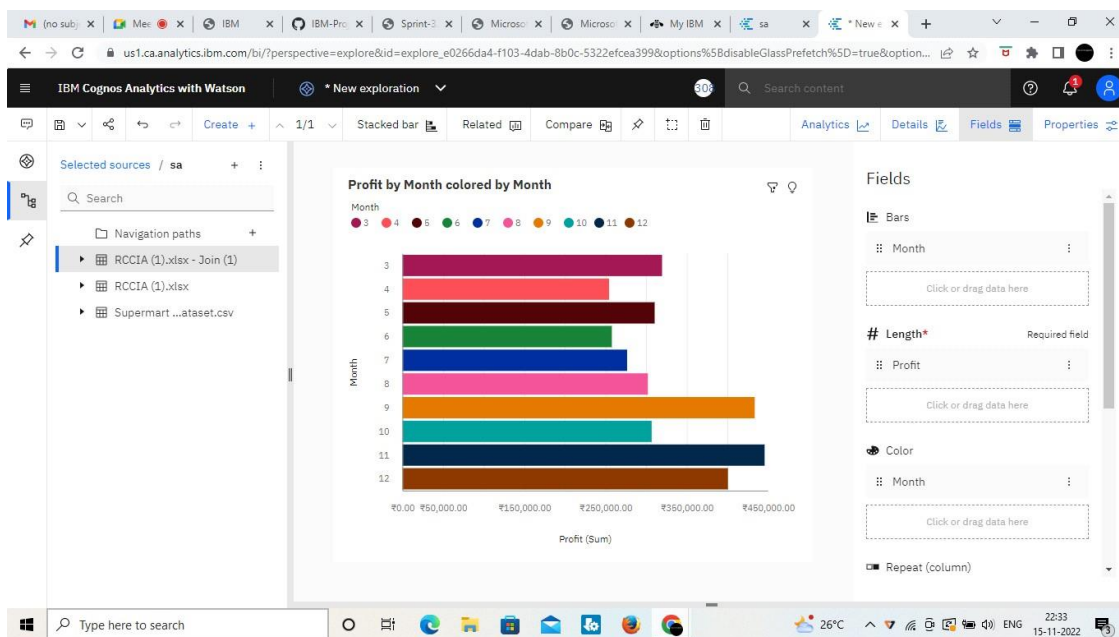 (no subj
Mee
IBM
IBM-Pro
Sprint-3
Microso
Microso
My IBM
sa
* New e
us1.ca.analytics.ibm.com/bi/?perspective=explore&id=explore_e0266da4-f103-4dab-8b0c-5322efcea399&options%5BdisableGlassPrefetch%5D=true&option...
IBM Cognos Analytics with Watson
* New exploration
308
Search content
1
Create +
1/1
Stacked bar
Related
Compare
Analytics
Details
Fields
Properties
Selected sources / sa
Search
Navigation paths
RCCIA (1).xlsx - Join (1)
RCCIA (1).xlsx
Supermart ...ataset.csv
Profit by Month colored by Month
Month
3 4 5 6 7 8 9 10 11 12
Month
3
4
5
6
7
8
9
10
11
12
₹0.00 ₹50,000.00 ₹150,000.00 ₹250,000.00 ₹350,000.00 ₹450,000.00
Profit (Sum)
Fields
Bars
Month
Click or drag data here
# Length* Required field
Profit
Click or drag data here
Color
Month
Click or drag data here
Repeat (column)
Type here to search
26°C
ENG
22:33
15-11-2022